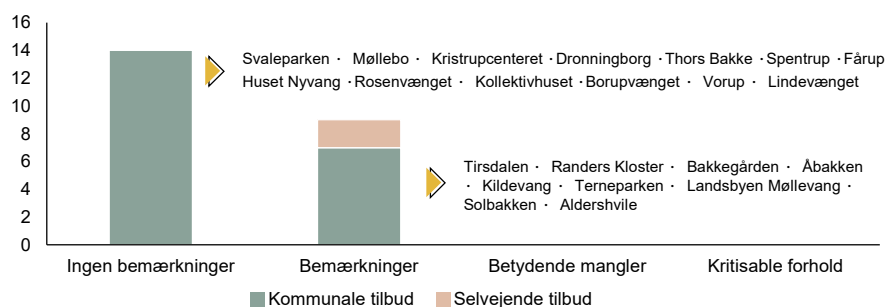 16
14
12
10
8
6
4
2
0
Svaleparken · Møllebo · Kristrupcenteret · Dronningborg · Thors Bakke · Spentrup · Fårup
Huset Nyvang · Rosenvænget · Kollektivhuset · Borupvænget · Vorup · Lindevænget
Tirsdalen · Randers Kloster · Bakkegården · Åbakken
· Kildevang · Terneparken · Landsbyen Møllevang ·
Solbakken · Aldershvile
Ingen bemærkninger Bemærkninger Betydende mangler Kritisable forhold
Kommunale tilbud Selvejende tilbud